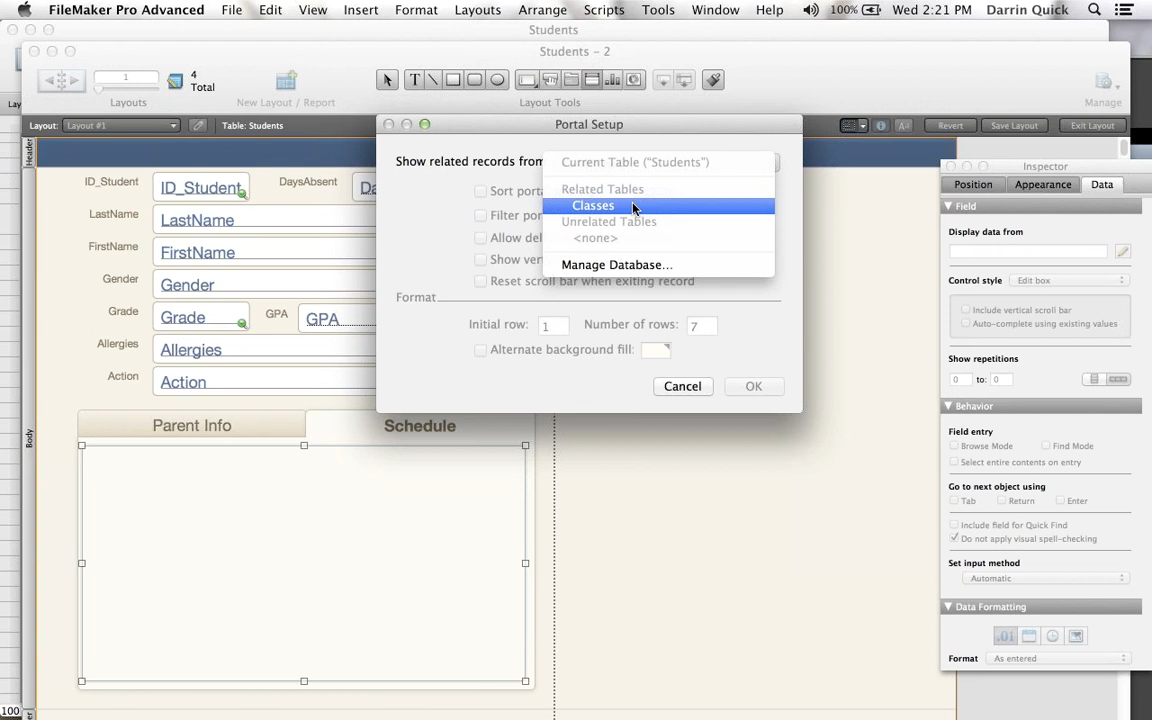 FileMaker Pro Advanced File Edit View Insert Format Layouts Arrange Scripts Tools Window Help 100% Wed 2:21 PM Darrin Quick
Students
Students – 2
1
4
Total
Layouts
New Layout / Report
Layout Tools
Manage
Lay
Layout: Layout #1 Table: Students Revert Save Layout Exit Layout
Header
Portal Setup
Show related records from
Current Table ("Students")
Related Tables
Classes
Unrelated Tables
<none>
Manage Database...
Sort porta
Filter por
Allow del
Show vert
Reset scroll bar when exiting record
Format
Initial row: 1 Number of rows: 7
Alternate background fill:
Cancel OK
ID_Student ID_Student DaysAbsent Da
LastName LastName
FirstName FirstName
Gender Gender
Grade Grade GPA GPA
Allergies Allergies
Action Action
Parent Info Schedule
Body
100
Inspector
Position Appearance Data
Field
Display data from
Control style Edit box
Include vertical scroll bar
Auto-complete using existing values
Show repetitions
0 to: 0
Behavior
Field entry
Browse Mode Find Mode
Select entire contents on entry
Go to next object using
Tab Return Enter
Include field for Quick Find
Do not apply visual spell-checking
Set input method
Automatic
Data Formatting
.01
Format As entered